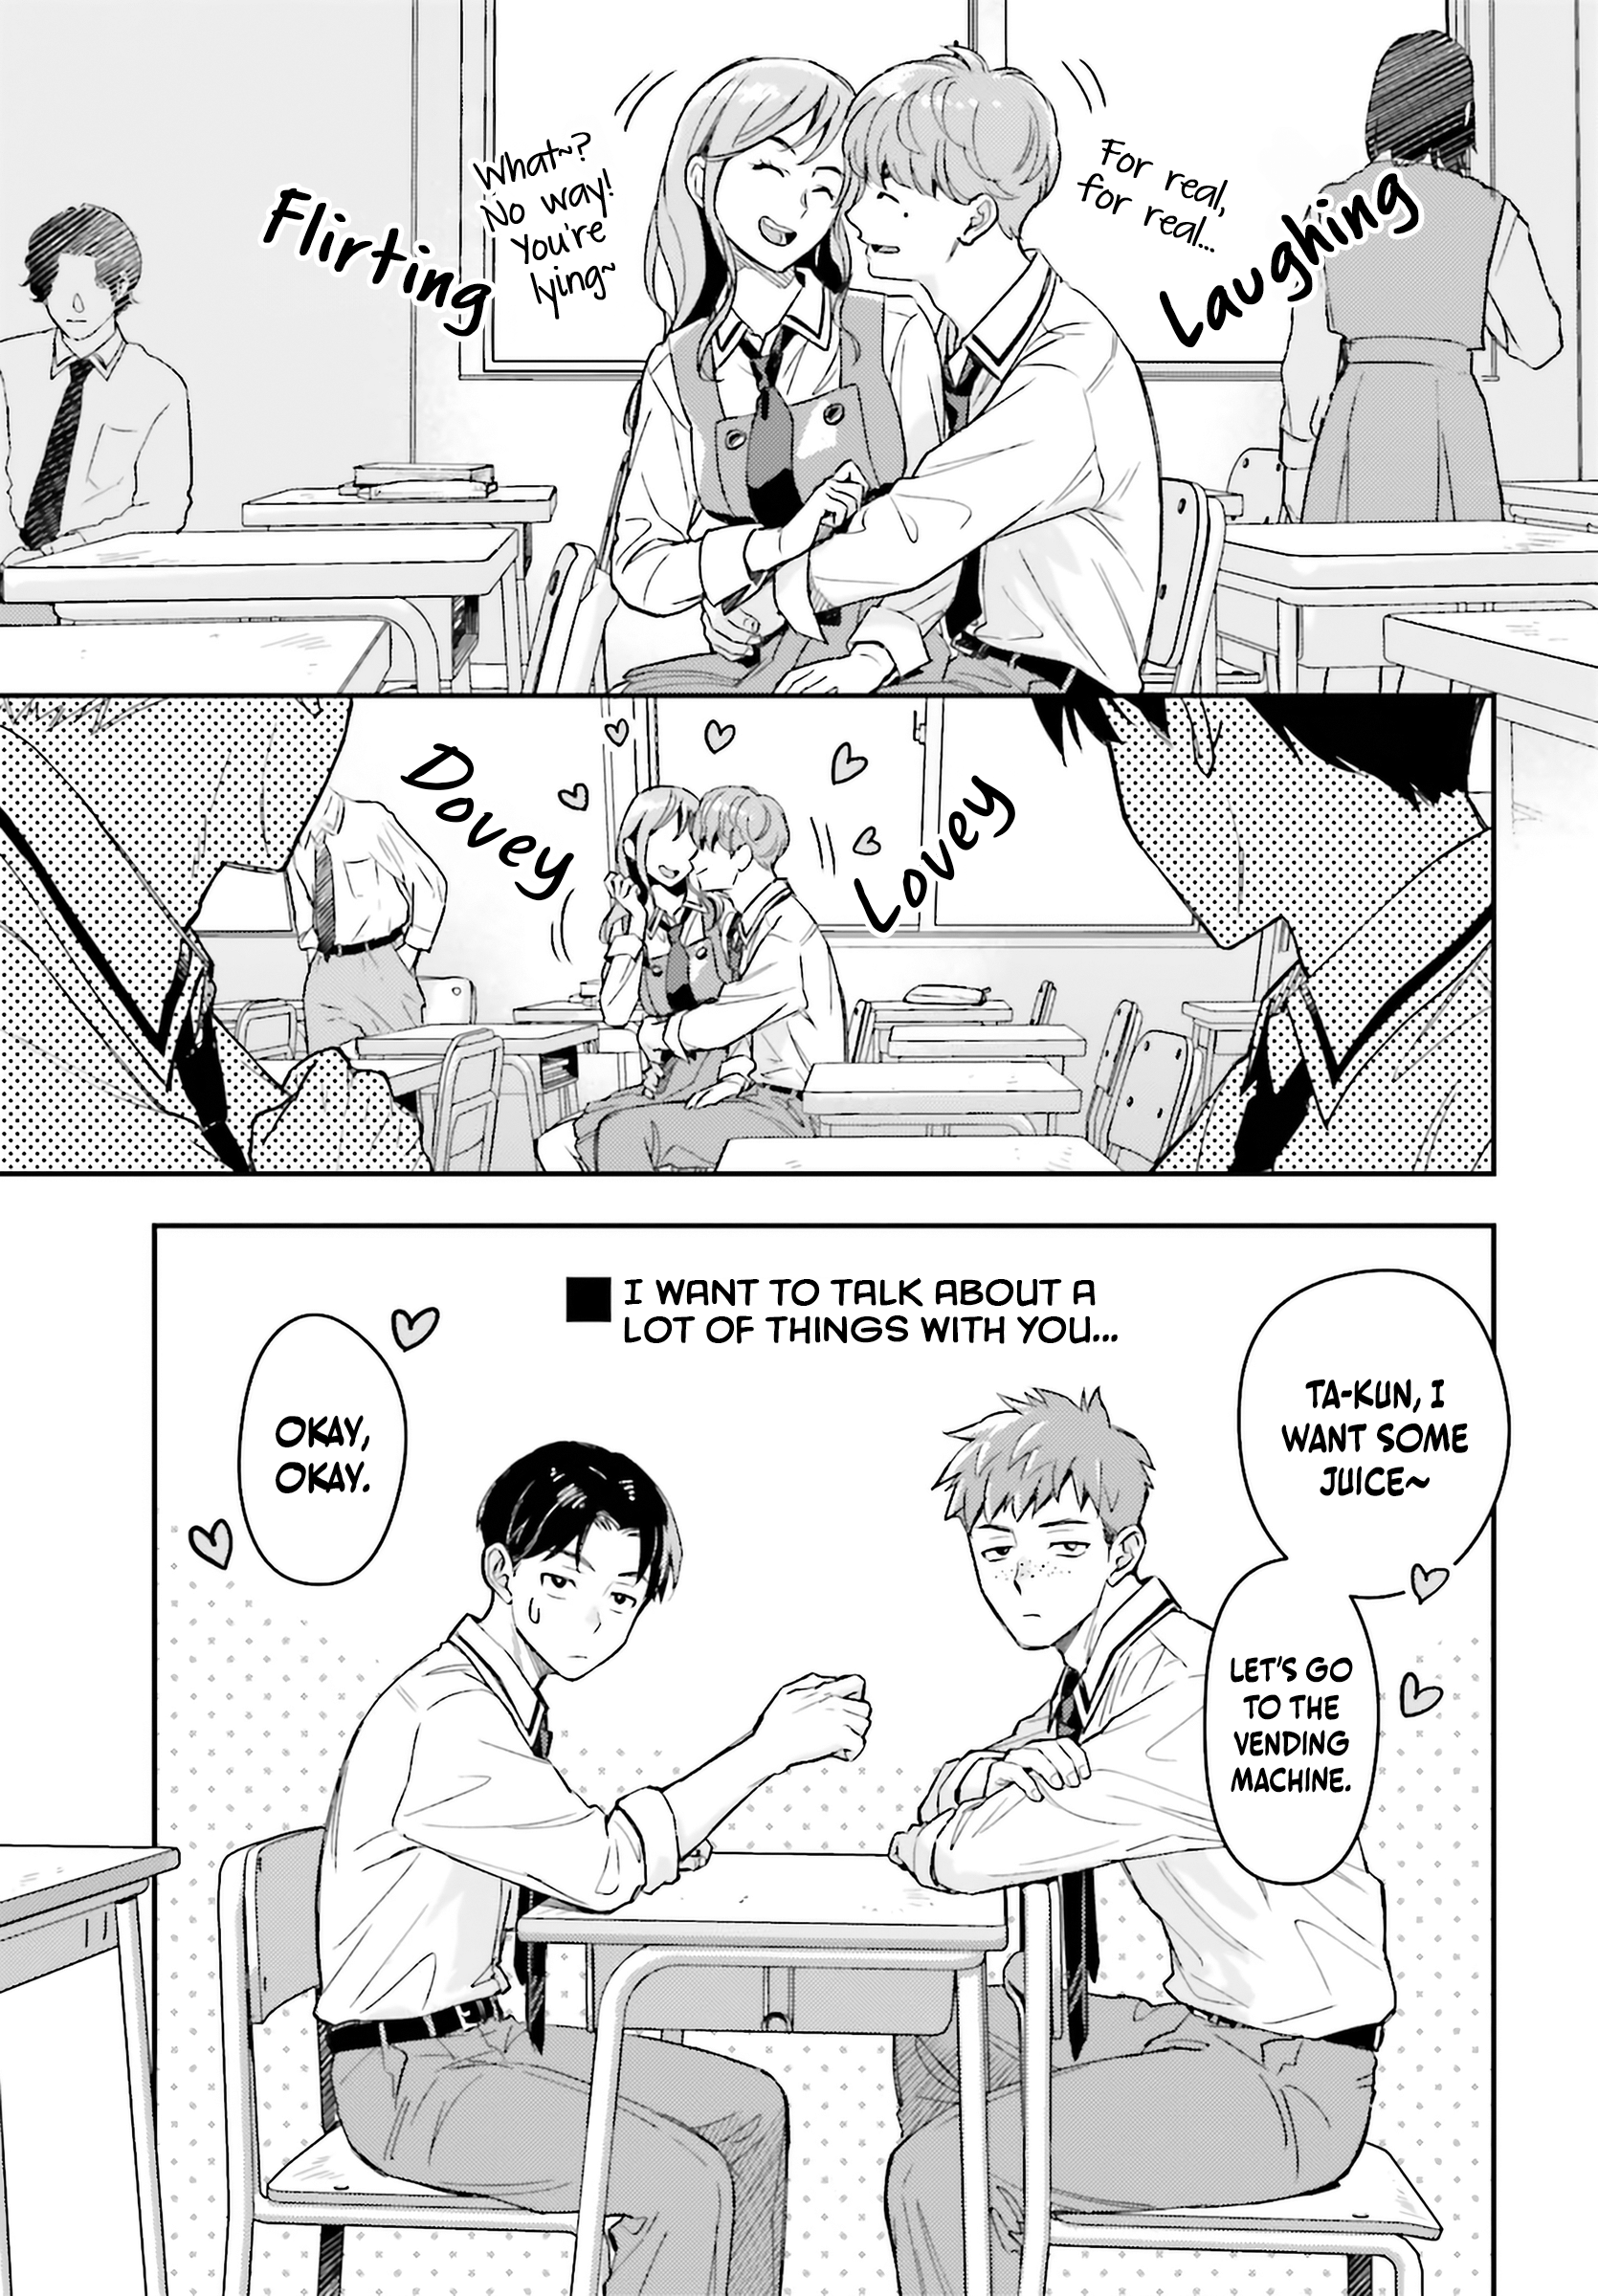 What~?
No way!
You're
lying~
Flirting
For real,
for real...
Laughing
Lovey
Dovey
I WANT TO TALK ABOUT A
LOT OF THINGS WITH YOU...
TA-KUN, I
WANT SOME
JUICE~
LET'S GO
TO THE
VENDING
MACHINE.
OKAY,
OKAY.